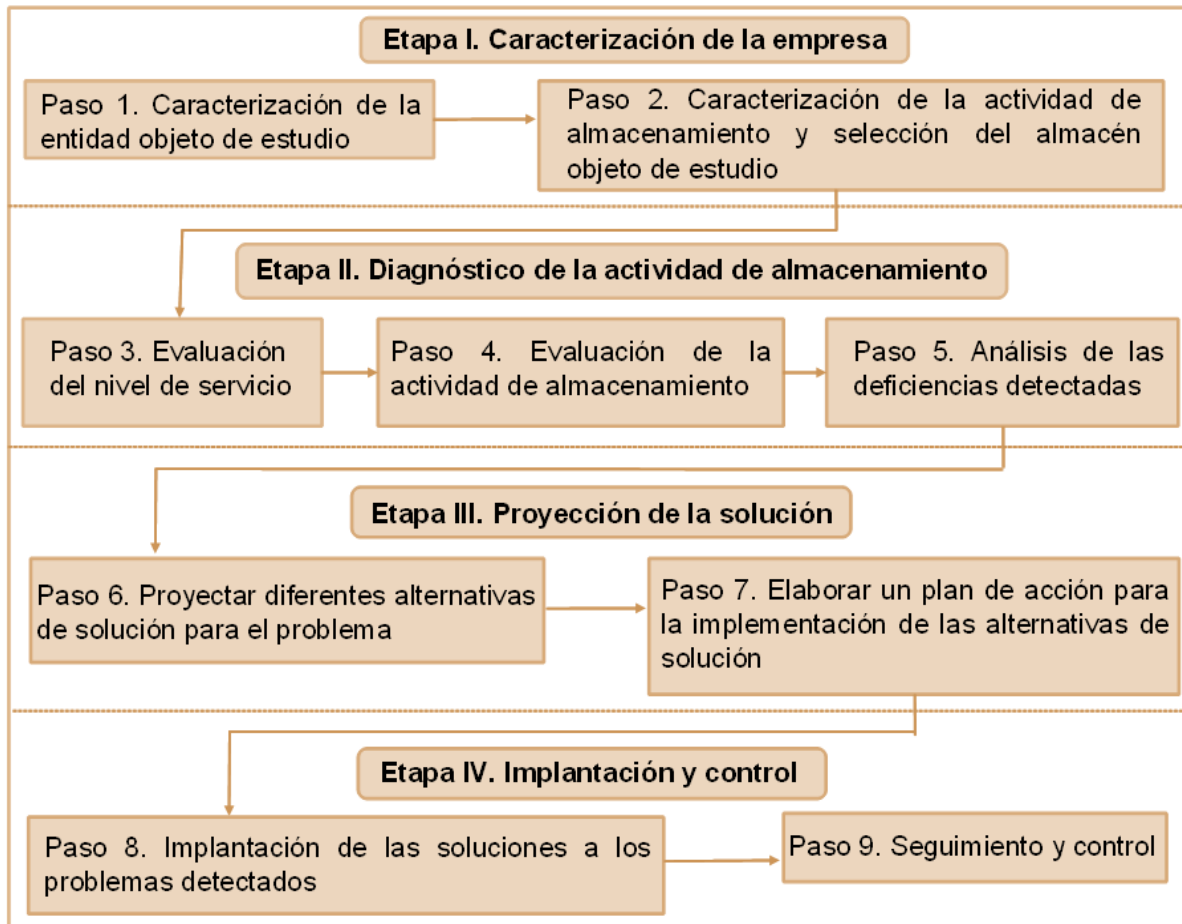 Etapa I. Caracterización de la empresa
Paso 1. Caracterización de la
entidad objeto de estudio
Paso 2. Caracterización de la actividad de
almacenamiento y selección del almacén
objeto de estudio
Etapa II. Diagnóstico de la actividad de almacenamiento
Paso 3. Evaluación
del nivel de servicio
Paso 4. Evaluación de la
actividad de almacenamiento
Paso 5. Análisis de las
deficiencias detectadas
Etapa III. Proyección de la solución
Paso 6. Proyectar diferentes alternativas
de solución para el problema
Paso 7. Elaborar un plan de acción para
la implementación de las alternativas de
solución
Etapa IV. Implantación y control
Paso 8. Implantación de las soluciones a los
problemas detectados
Paso 9. Seguimiento y control